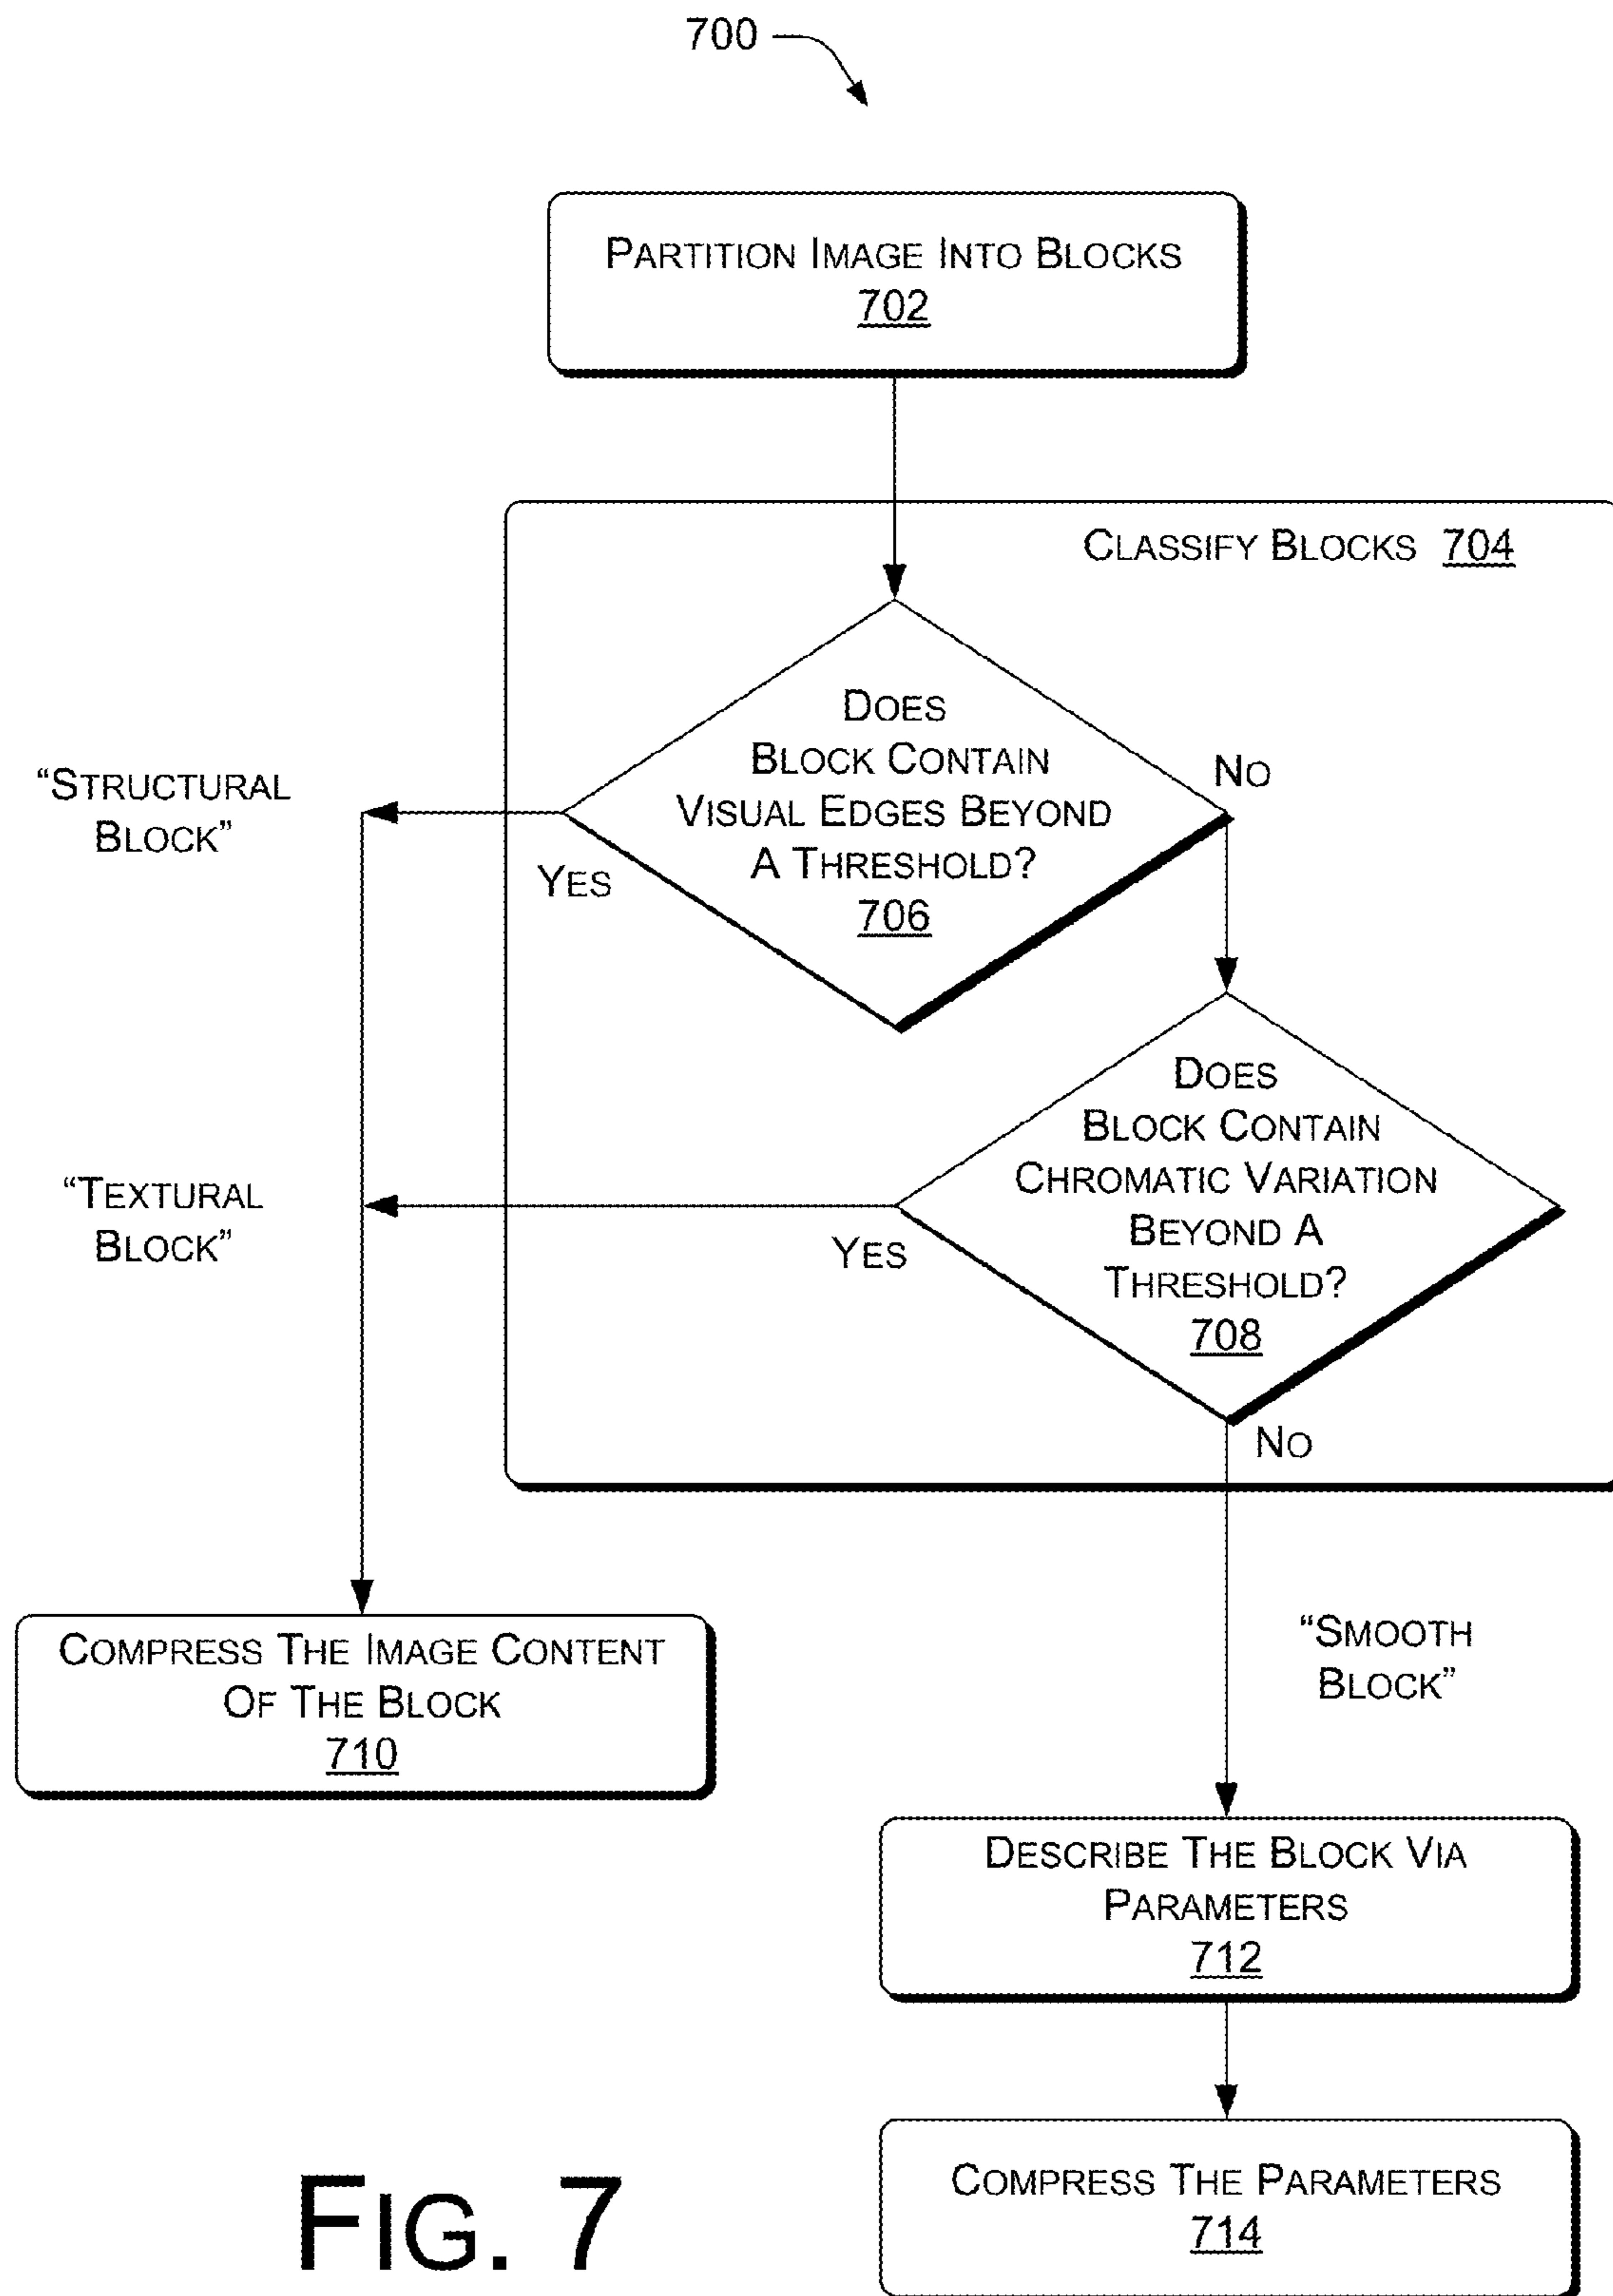 700
PARTITION IMAGE INTO BLOCKS
702
CLASSIFY BLOCKS 704
DOES
BLOCK CONTAIN
VISUAL EDGES BEYOND
A THRESHOLD?
706
NO
YES
"STRUCTURAL
BLOCK"
DOES
BLOCK CONTAIN
CHROMATIC VARIATION
BEYOND A
THRESHOLD?
708
YES
NO
"TEXTURAL
BLOCK"
COMPRESS THE IMAGE CONTENT
OF THE BLOCK
710
"SMOOTH
BLOCK"
DESCRIBE THE BLOCK VIA
PARAMETERS
712
COMPRESS THE PARAMETERS
714
FIG. 7